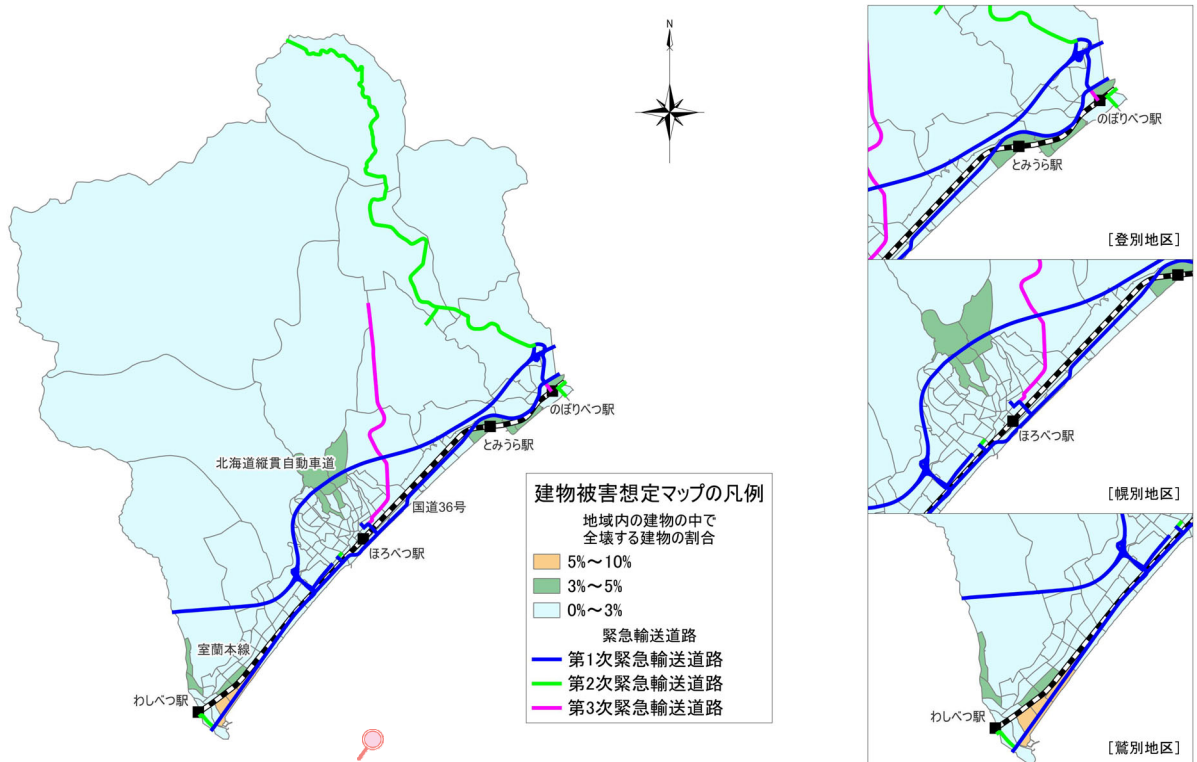 N
のぼりべつ駅
とみうら駅
北海道縦貫自動車道
国道36号
ほろべつ駅
室蘭本線
わしべつ駅
建物被害想定マップの凡例
地域内の建物の中で
全壊する建物の割合
5%～10%
3%～5%
0%～3%
緊急輸送道路
第1次緊急輸送道路
第2次緊急輸送道路
第3次緊急輸送道路
のぼりべつ駅
とみうら駅
[登別地区]
ほろべつ駅
[幌別地区]
わしべつ駅
[鷲別地区]